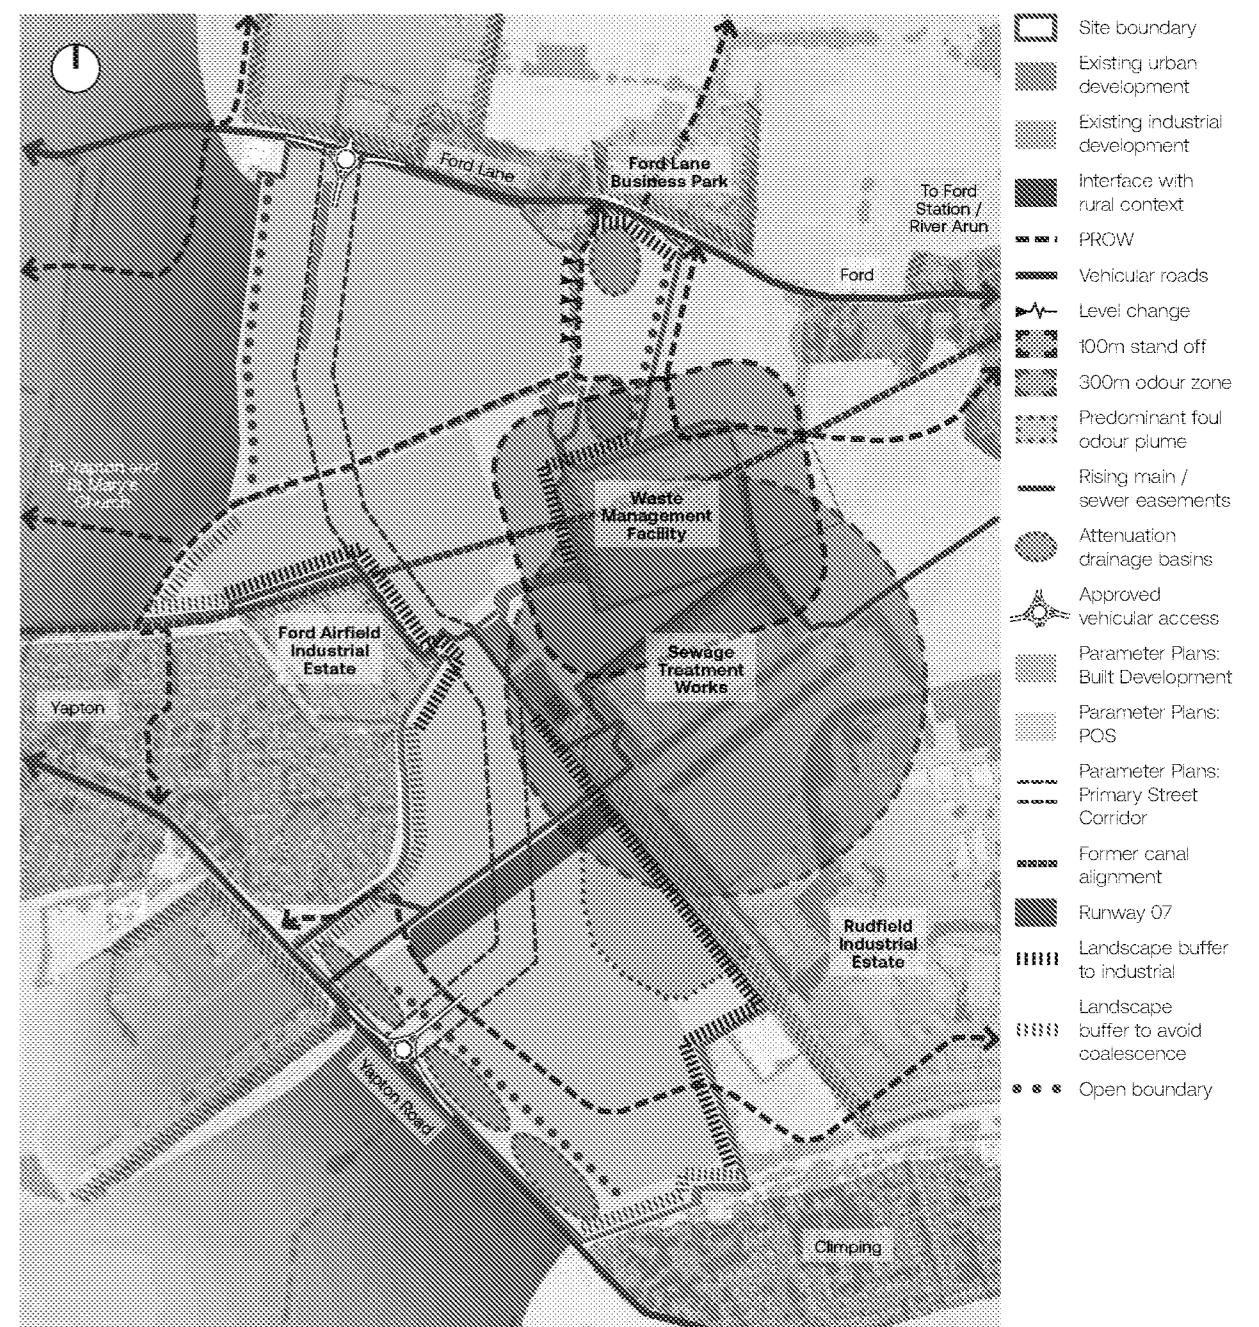 Ford Lane
Ford Lane
Business Park
To Ford
Station /
River Arun
Ford
To Yapton and
Church
Waste
Management
Facility
Ford Airfield
Industrial
Estate
Sewage
Treatment
Works
Yapton
Rudfield
Industrial
Estate
Yapton Road
Climping
Site boundary
Existing urban
development
Existing industrial
development
Interface with
rural context
PROW
Vehicular roads
Level change
100m stand off
300m odour zone
Predominant foul
odour plume
Rising main /
sewer easements
Attenuation
drainage basins
Approved
vehicular access
Parameter Plans:
Built Development
Parameter Plans:
POS
Parameter Plans:
Primary Street
Corridor
Former canal
alignment
Runway 07
Landscape buffer
to industrial
Landscape
buffer to avoid
coalescence
Open boundary